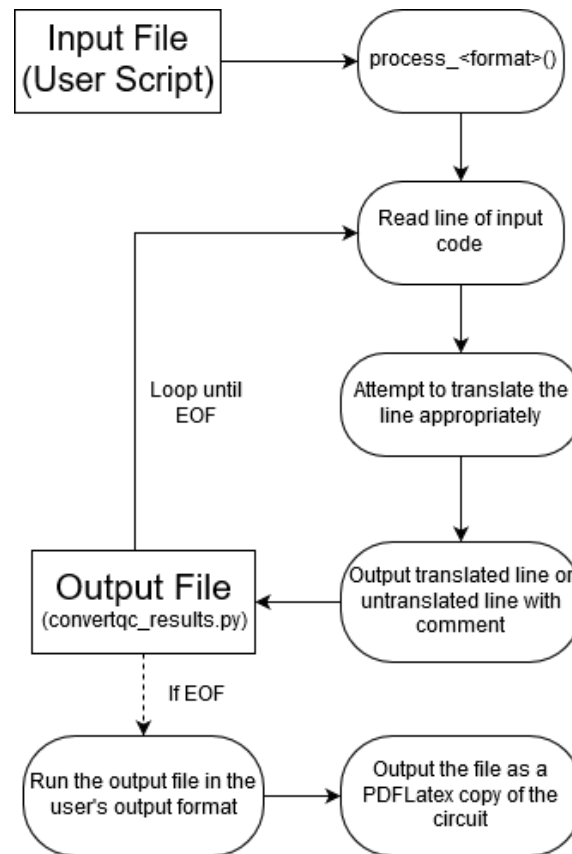 Input File
(User Script)
process_<format>()
Read line of input
code
Attempt to translate the
line appropriately
Loop until
EOF
Output File
(convertqc_results.py)
Output translated line or
untranslated line with
comment
If EOF
Run the output file in the
user's output format
Output the file as a
PDFLatex copy of the
circuit